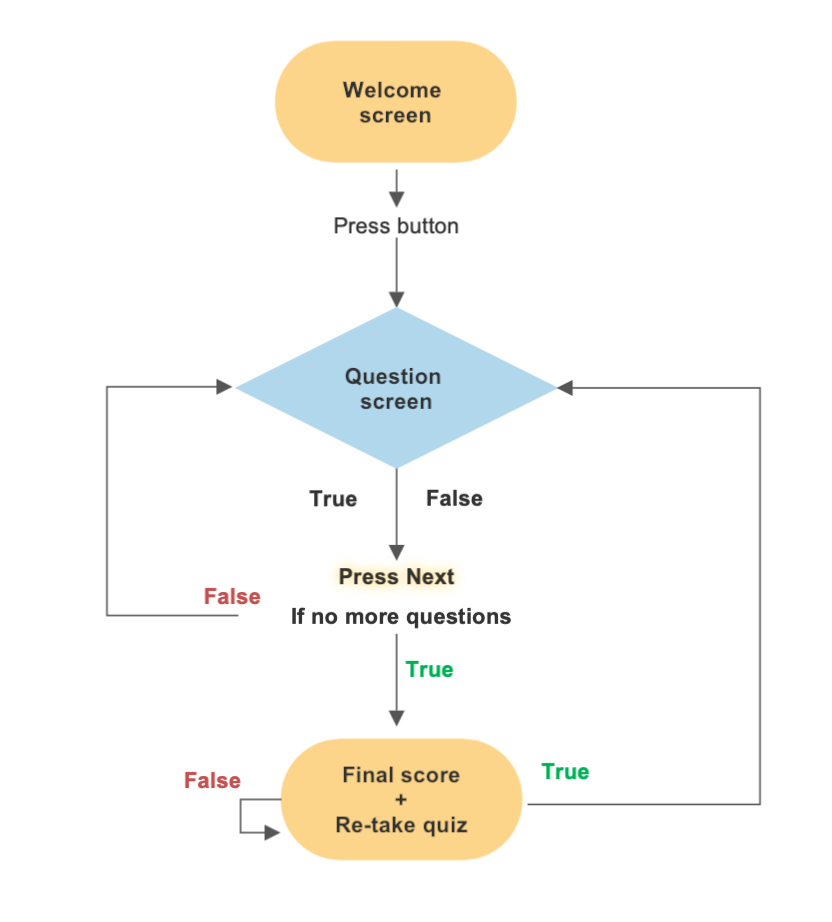 Welcome
screen
Press button
Question
screen
True
False
Press Next
False
If no more questions
True
False
Final score
+
Re-take quiz
True